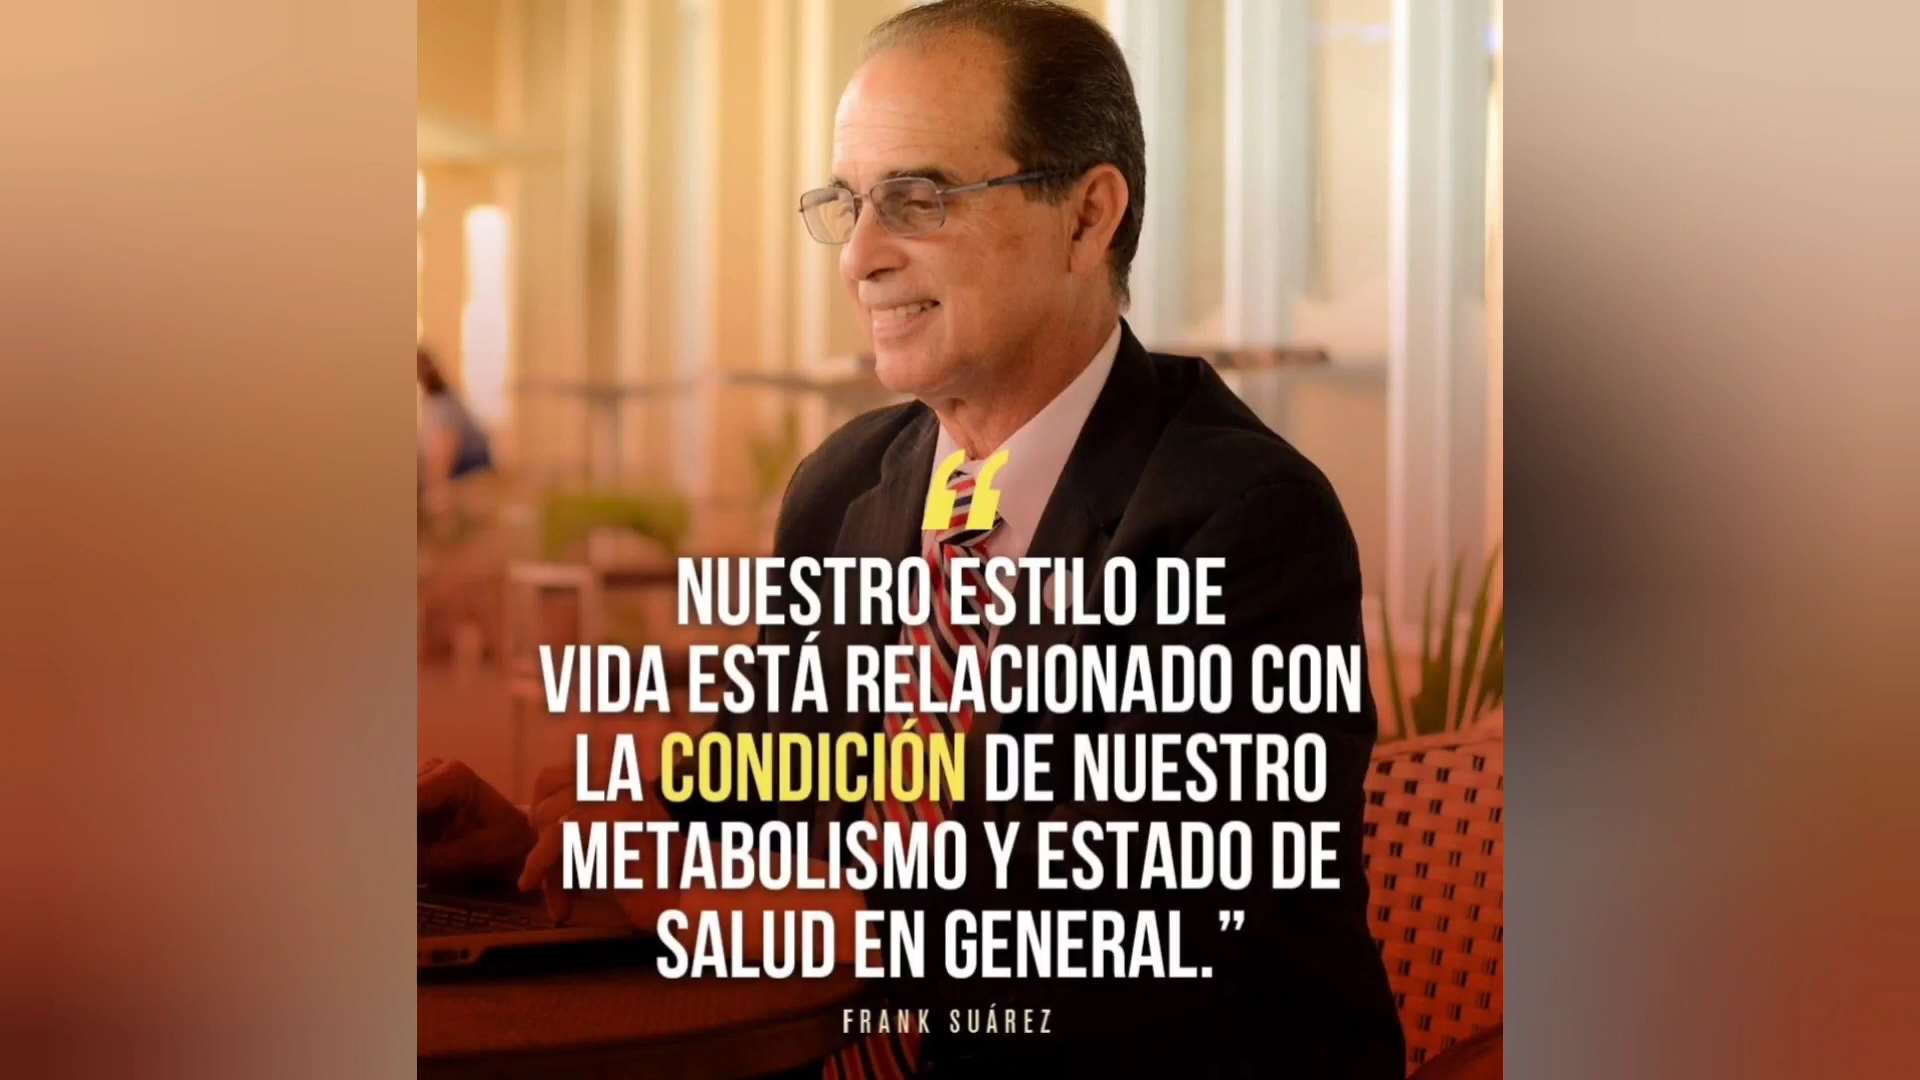 “
NUESTRO ESTILO DE
VIDA ESTÁ RELACIONADO CON
LA CONDICIÓN DE NUESTRO
METABOLISMO Y ESTADO DE
SALUD EN GENERAL.”
FRANK SUÁREZ